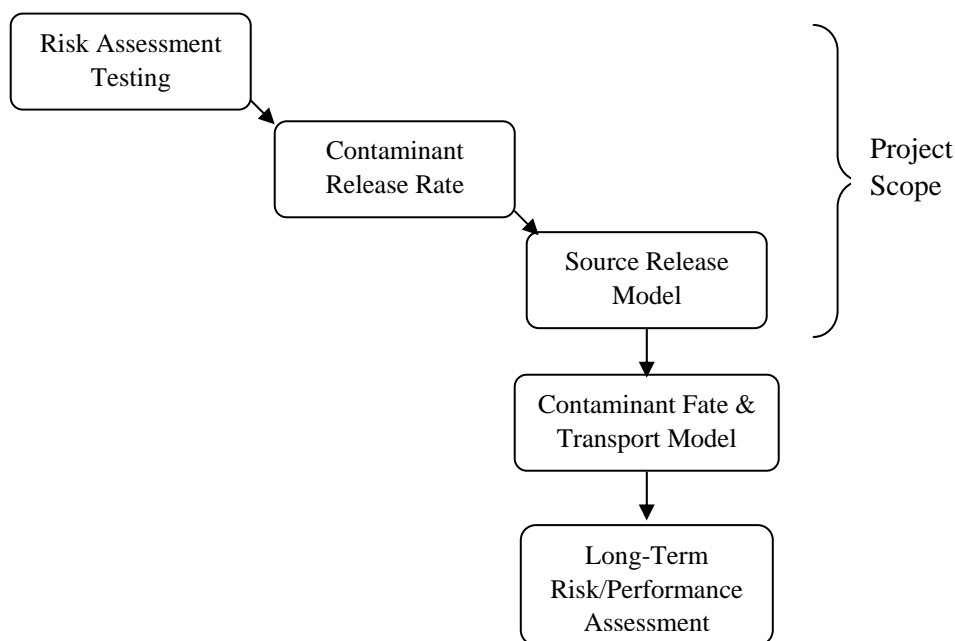 Risk Assessment
Testing
Contaminant
Release Rate
Project
Scope
Source Release
Model
Contaminant Fate &
Transport Model
Long-Term
Risk/Performance
Assessment